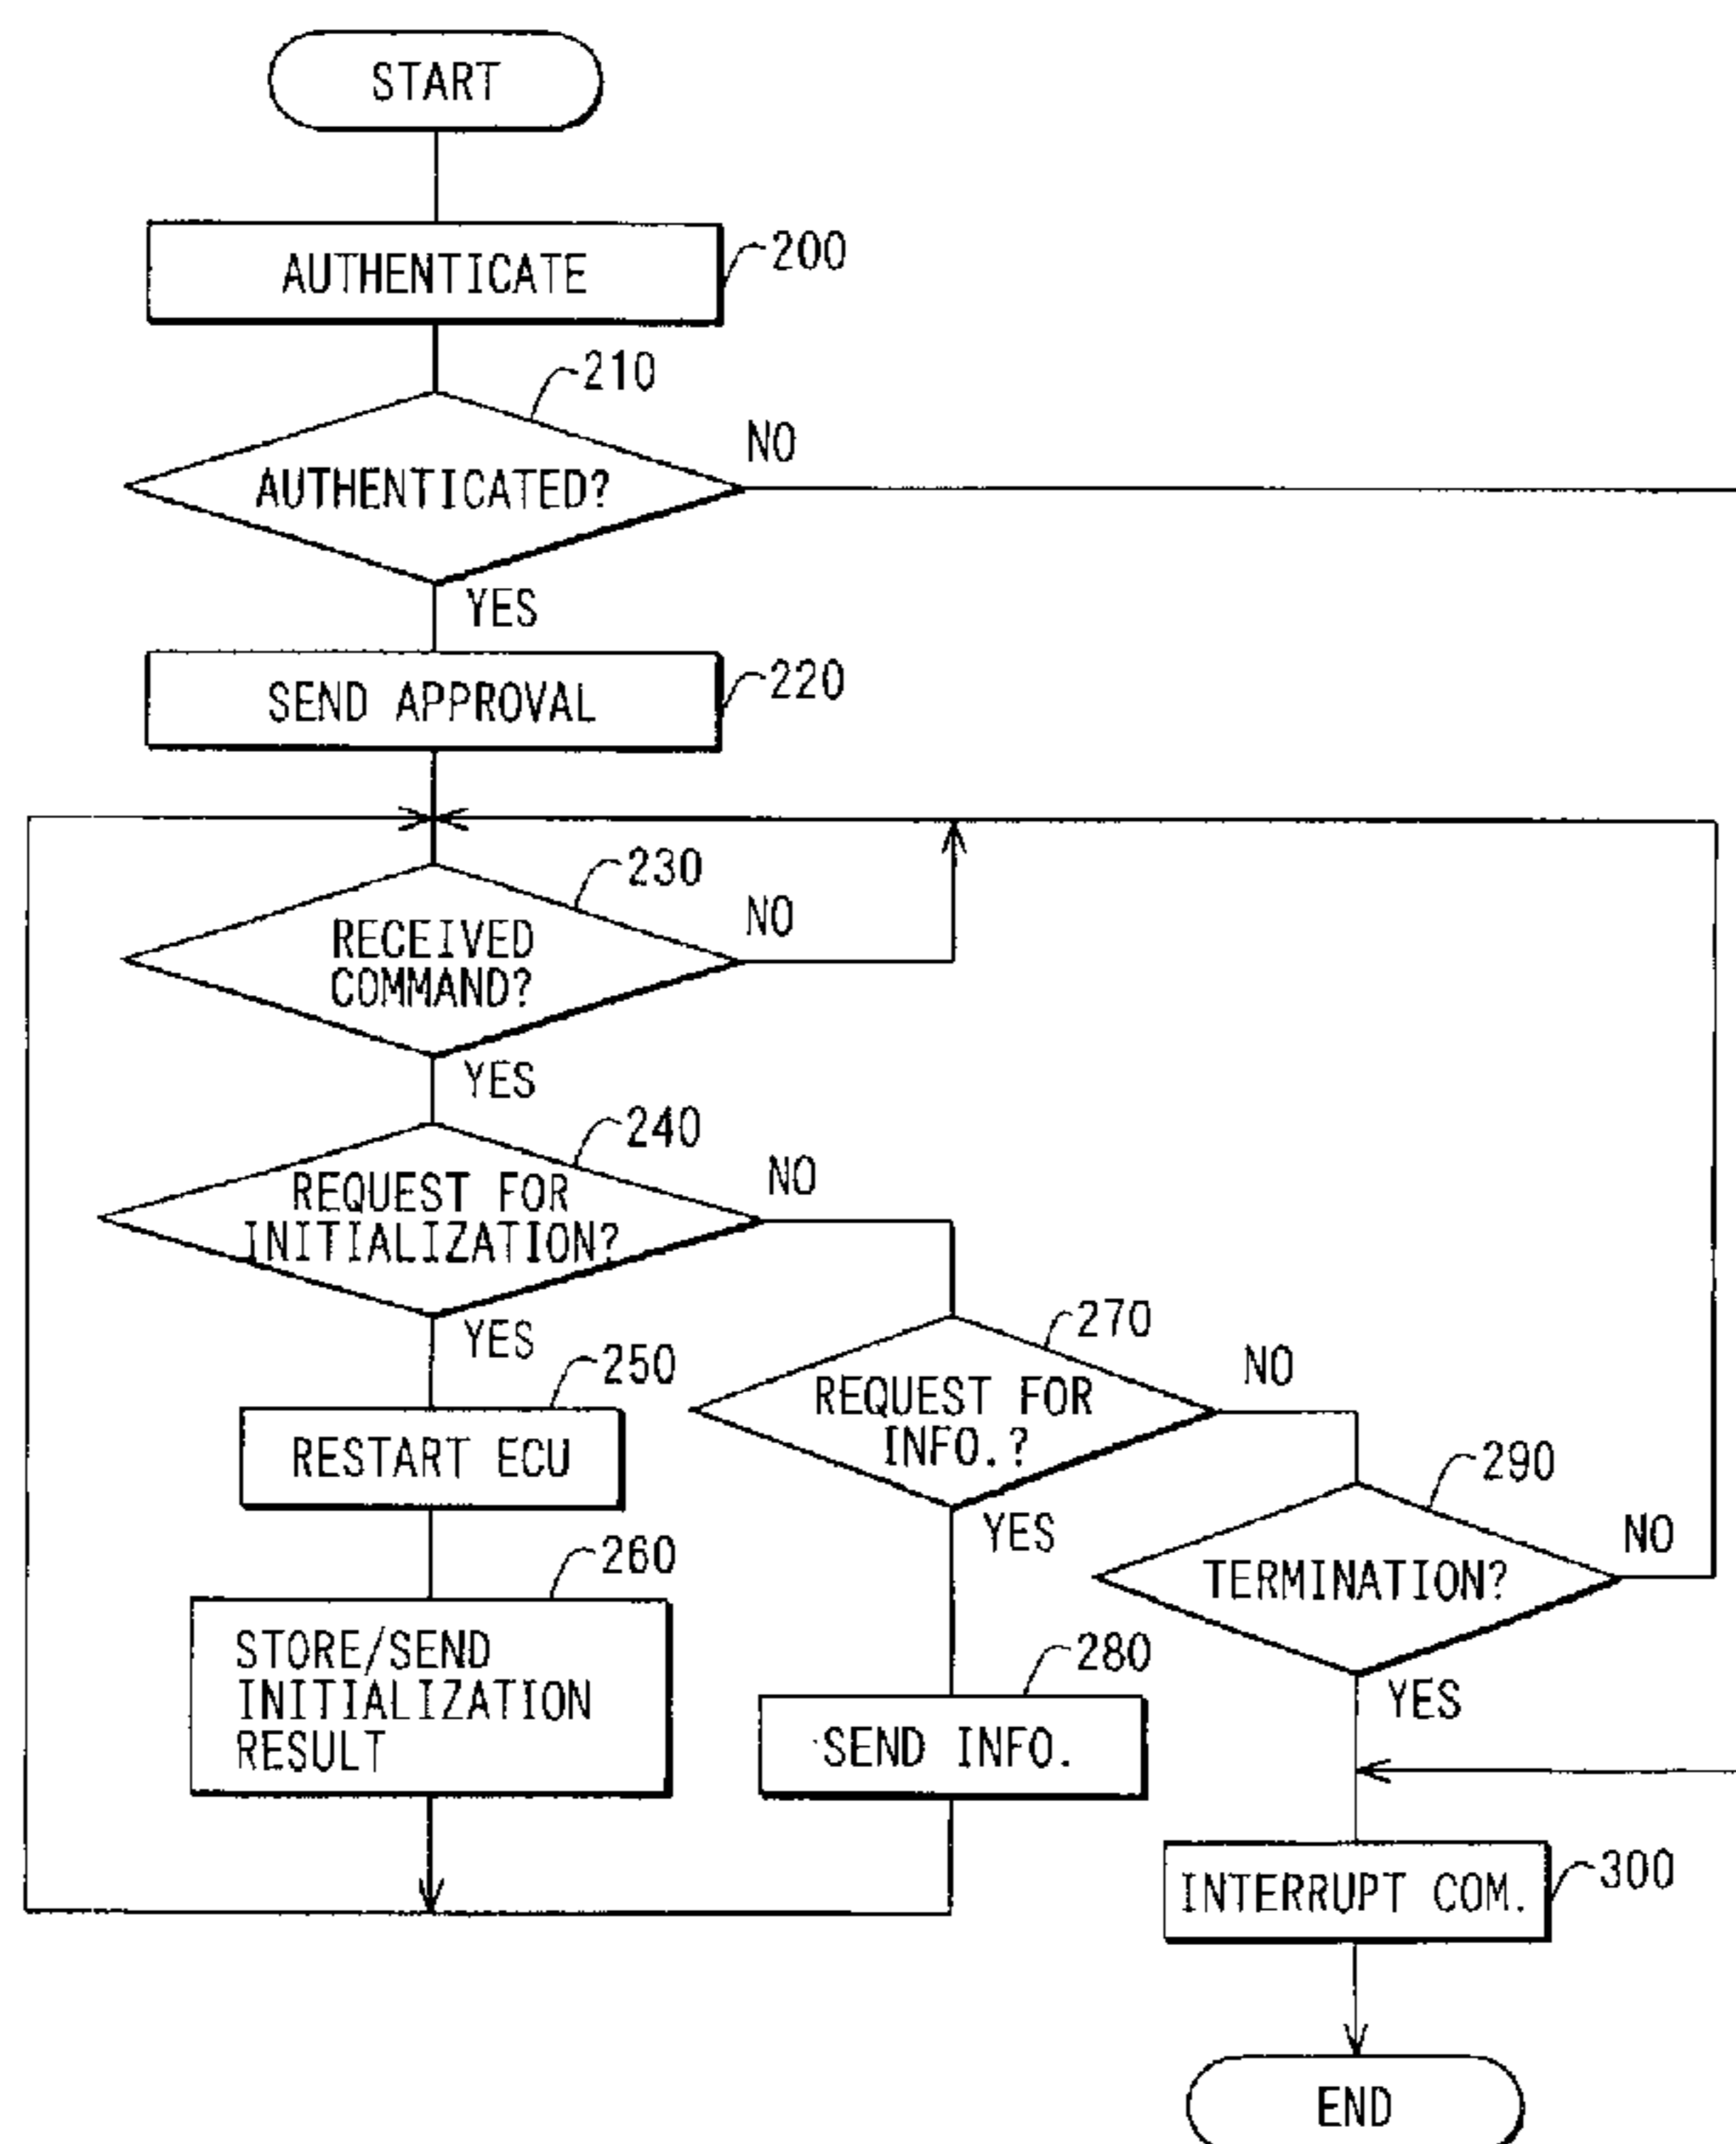 START
AUTHENTICATE
200
210
AUTHENTICATED?
NO
YES
SEND APPROVAL
220
230
RECEIVED
COMMAND?
NO
YES
240
REQUEST FOR
INITIALIZATION?
NO
YES
250
RESTART ECU
270
REQUEST FOR
INFO.?
NO
YES
290
TERMINATION?
NO
YES
260
STORE/SEND
INITIALIZATION
RESULT
280
SEND INFO.
INTERRUPT COM.
300
END